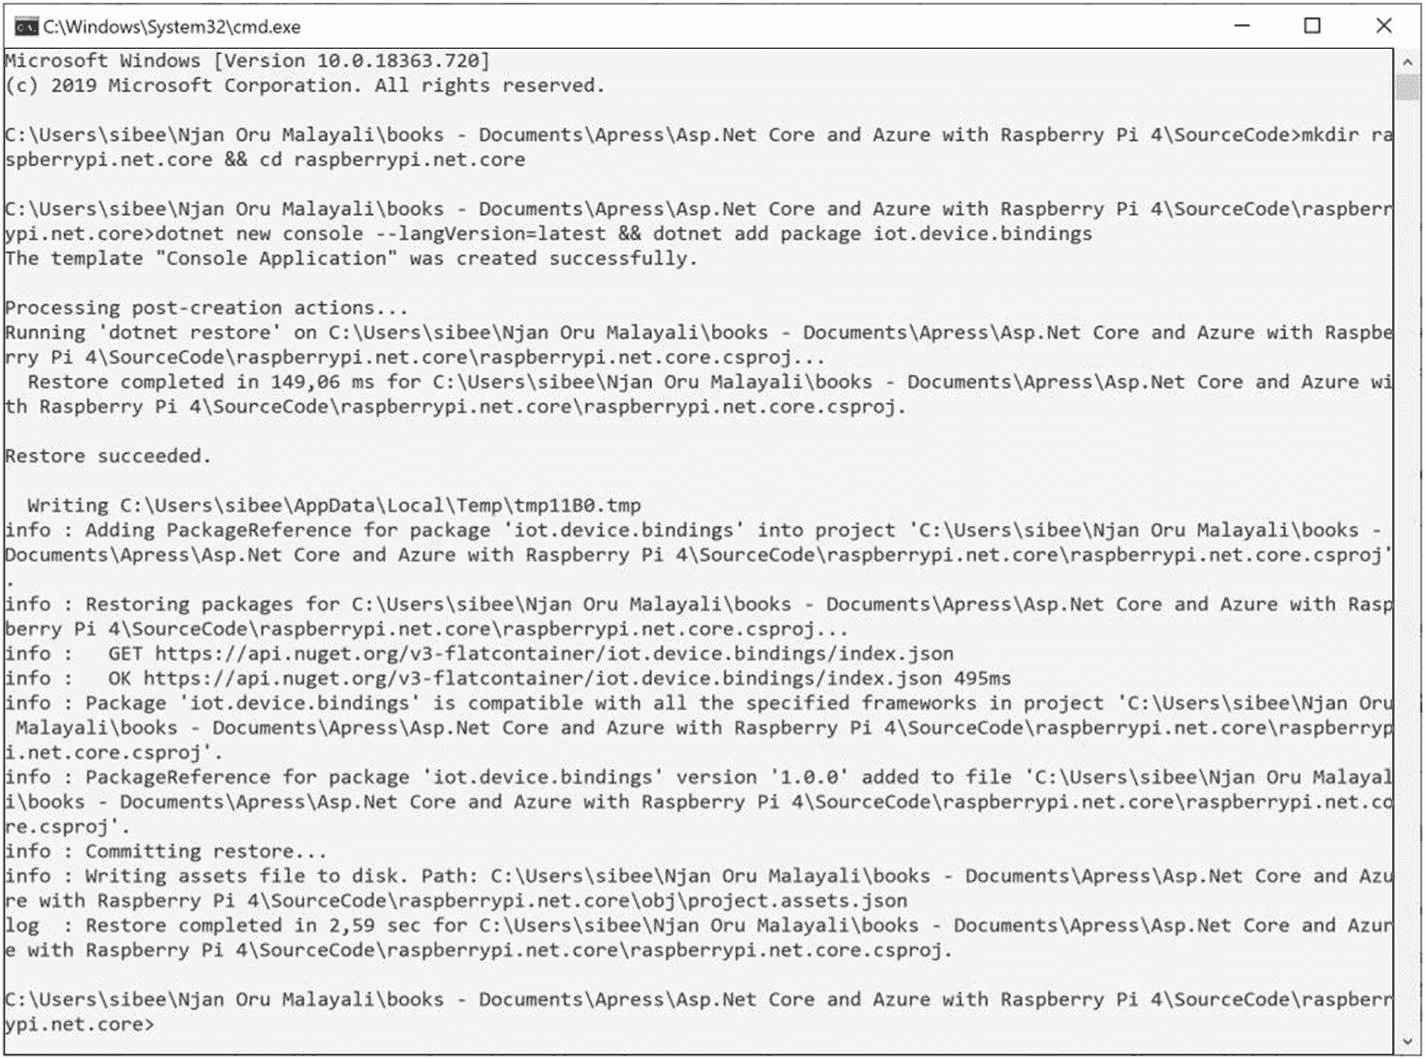 C:\Windows\System32\cmd.exe
Microsoft Windows [Version 10.0.18363.720]
(c) 2019 Microsoft Corporation. All rights reserved.
C:\Users\sibee\Njan Oru Malayali\books - Documents\Apress\Asp.Net Core and Azure with Raspberry Pi 4\SourceCode>mkdir ra
spberrypi.net.core && cd raspberrypi.net.core
C:\Users\sibee\Njan Oru Malayali\books - Documents\Apress\Asp.Net Core and Azure with Raspberry Pi 4\SourceCode\raspberr
ypi.net.core>dotnet new console --langVersion=latest && dotnet add package iot.device.bindings
The template "Console Application" was created successfully.
Processing post-creation actions...
Running 'dotnet restore' on C:\Users\sibee\Njan Oru Malayali\books - Documents\Apress\Asp.Net Core and Azure with Raspbe
rry Pi 4\SourceCode\raspberrypi.net.core\raspberrypi.net.core.csproj...
  Restore completed in 149,06 ms for C:\Users\sibee\Njan Oru Malayali\books - Documents\Apress\Asp.Net Core and Azure wi
th Raspberry Pi 4\SourceCode\raspberrypi.net.core\raspberrypi.net.core.csproj.
Restore succeeded.
  Writing C:\Users\sibee\AppData\Local\Temp\tmp11B0.tmp
info : Adding PackageReference for package 'iot.device.bindings' into project 'C:\Users\sibee\Njan Oru Malayali\books -
Documents\Apress\Asp.Net Core and Azure with Raspberry Pi 4\SourceCode\raspberrypi.net.core\raspberrypi.net.core.csproj'
.
info : Restoring packages for C:\Users\sibee\Njan Oru Malayali\books - Documents\Apress\Asp.Net Core and Azure with Rasp
berry Pi 4\SourceCode\raspberrypi.net.core\raspberrypi.net.core.csproj...
info :   GET https://api.nuget.org/v3-flatcontainer/iot.device.bindings/index.json
info :   OK https://api.nuget.org/v3-flatcontainer/iot.device.bindings/index.json 495ms
info : Package 'iot.device.bindings' is compatible with all the specified frameworks in project 'C:\Users\sibee\Njan Oru
 Malayali\books - Documents\Apress\Asp.Net Core and Azure with Raspberry Pi 4\SourceCode\raspberrypi.net.core\raspberryp
i.net.core.csproj'.
info : PackageReference for package 'iot.device.bindings' version '1.0.0' added to file 'C:\Users\sibee\Njan Oru Malayal
i\books - Documents\Apress\Asp.Net Core and Azure with Raspberry Pi 4\SourceCode\raspberrypi.net.core\raspberrypi.net.co
re.csproj'.
info : Committing restore...
info : Writing assets file to disk. Path: C:\Users\sibee\Njan Oru Malayali\books - Documents\Apress\Asp.Net Core and Azu
re with Raspberry Pi 4\SourceCode\raspberrypi.net.core\obj\project.assets.json
log  : Restore completed in 2,59 sec for C:\Users\sibee\Njan Oru Malayali\books - Documents\Apress\Asp.Net Core and Azur
e with Raspberry Pi 4\SourceCode\raspberrypi.net.core\raspberrypi.net.core.csproj.
C:\Users\sibee\Njan Oru Malayali\books - Documents\Apress\Asp.Net Core and Azure with Raspberry Pi 4\SourceCode\raspberr
ypi.net.core>